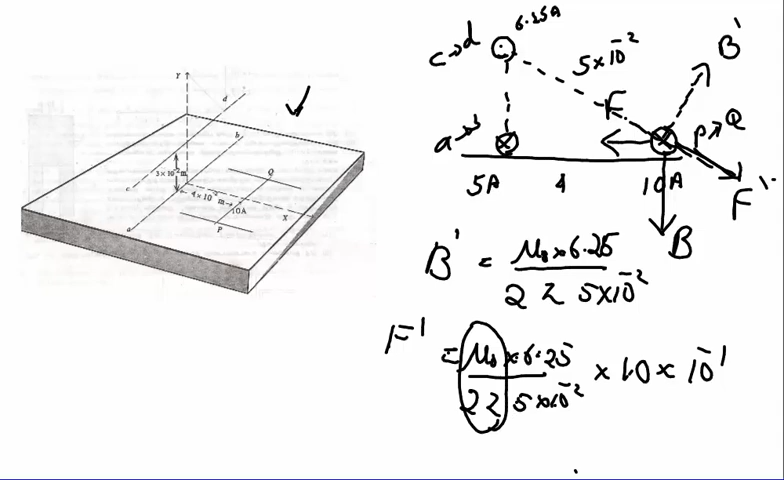 Y
d
b
c
3×10⁻²m
4×10⁻² m
Q
10A
X
P
a
6.25A
c→d
5×10⁻²
B'
F
P→Q
a→b
5A
4
10A
F'
B
B' = μ₀×6.25
2 π 5×10⁻²
F' = μ₀ × 6.25 × 10 × 10⁻¹
2π 5×10⁻²